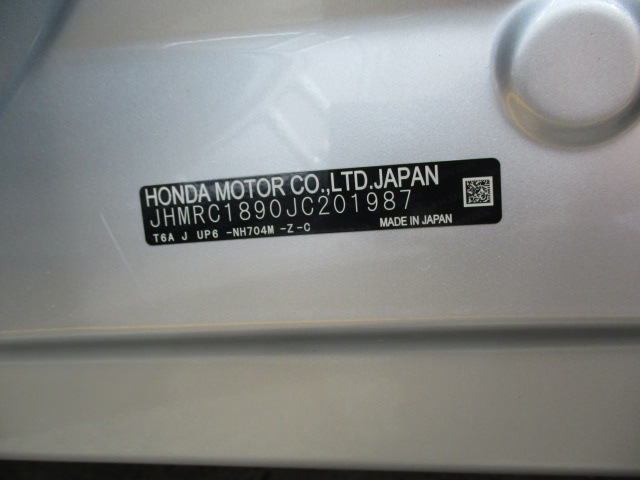 HONDA MOTOR CO.,LTD.JAPAN
JHMRC1890JC201987
T6A J UP6 -NH704M -Z-C MADE IN JAPAN